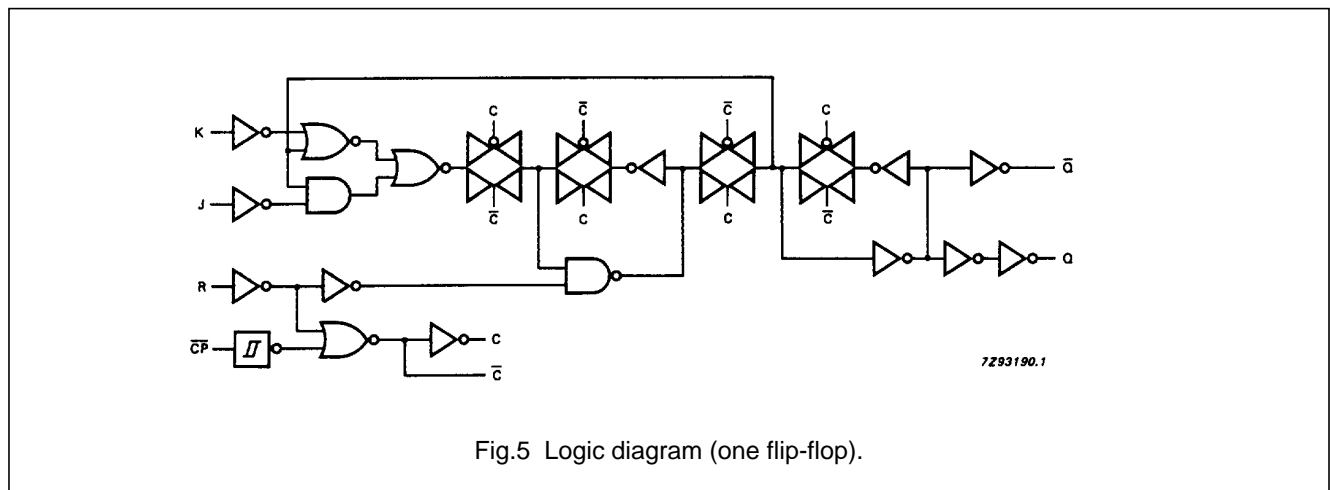 C C̅ C̅ C
K
J
C̅ C C C̅
Q̅
Q
R
C̅P̅ C
C̅
7Z93190.1
Fig.5 Logic diagram (one flip-flop).